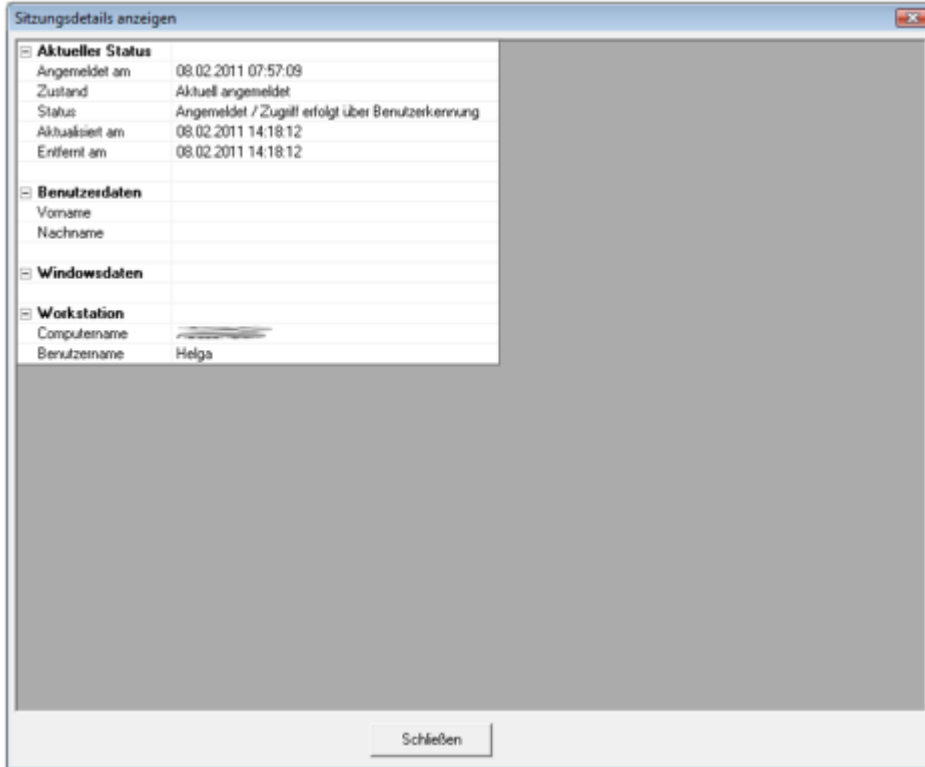 Sitzungsdetails anzeigen
Aktueller Status
Angemeldet am 08.02.2011 07:57:09
Zustand Aktuell angemeldet
Status Angemeldet / Zugriff erfolgt über Benutzerkennung
Aktualisiert am 08.02.2011 14:18:12
Entfernt am 08.02.2011 14:18:12
Benutzerdaten
Vorname
Nachname
Windowsdaten
Workstation
Computername
Benutzername Helga
Schließen